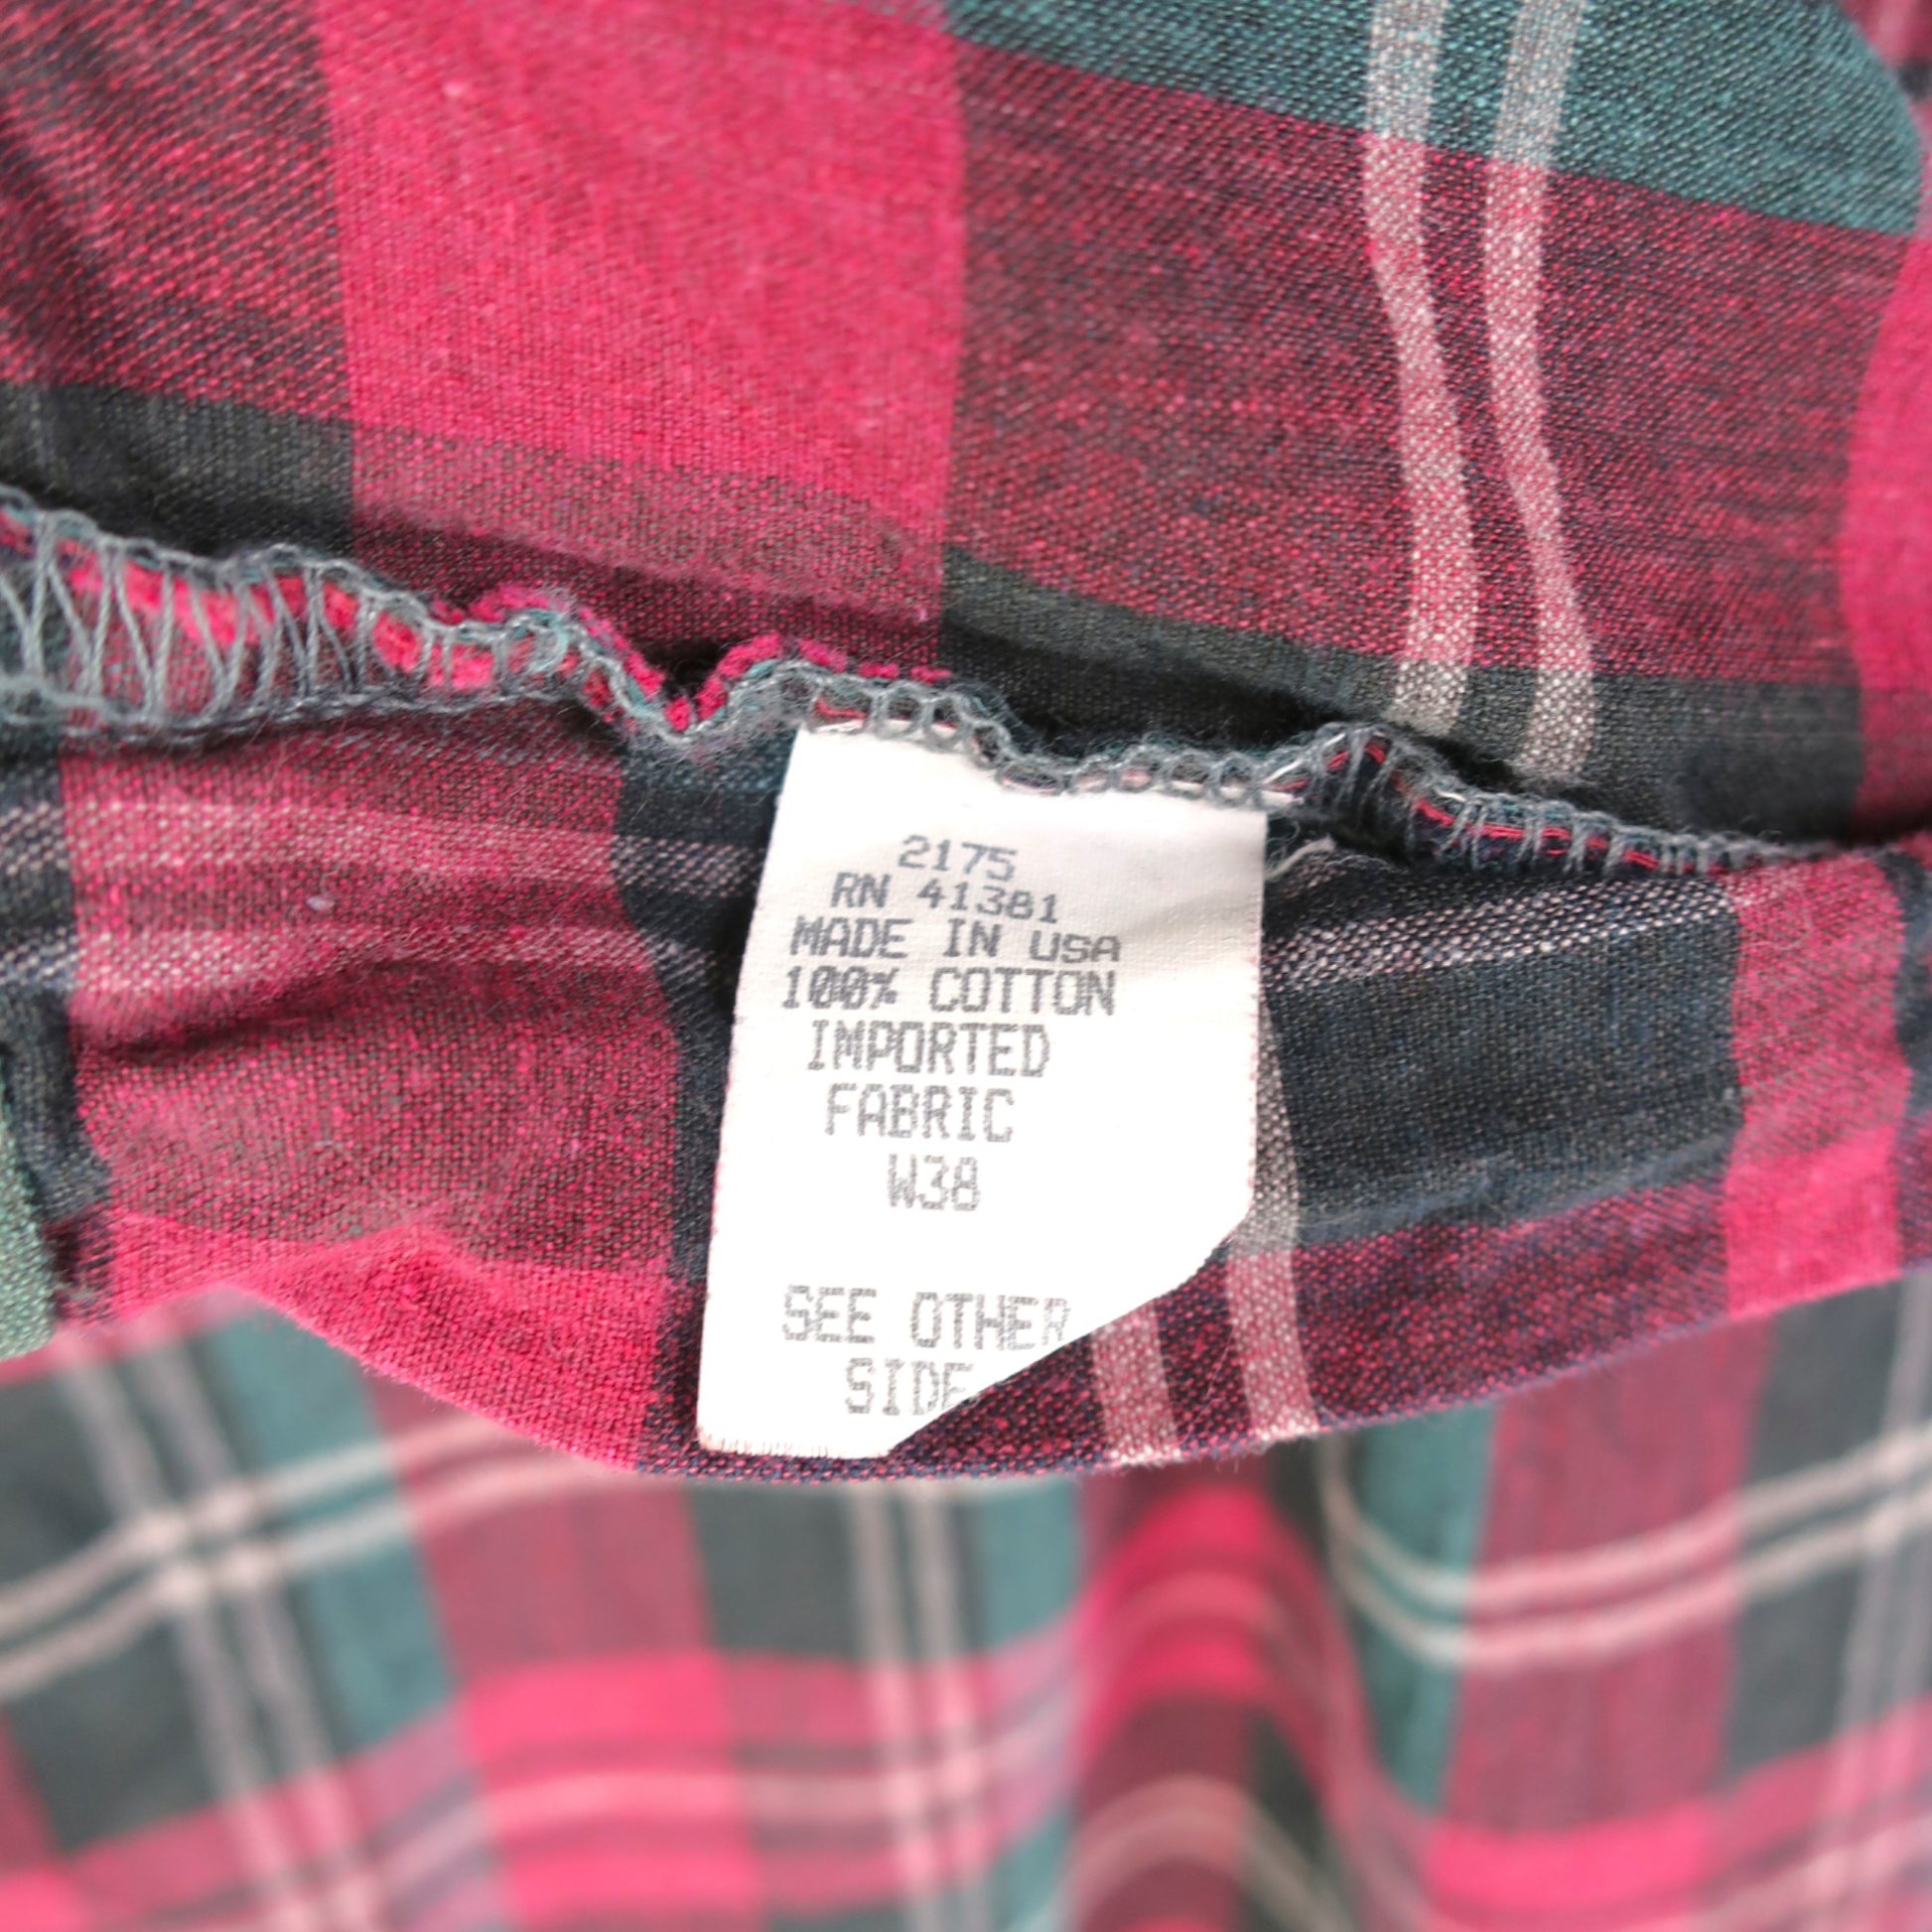 2175
RN 41381
MADE IN USA
100% COTTON
IMPORTED
FABRIC
W38
SEE OTHER
SIDE